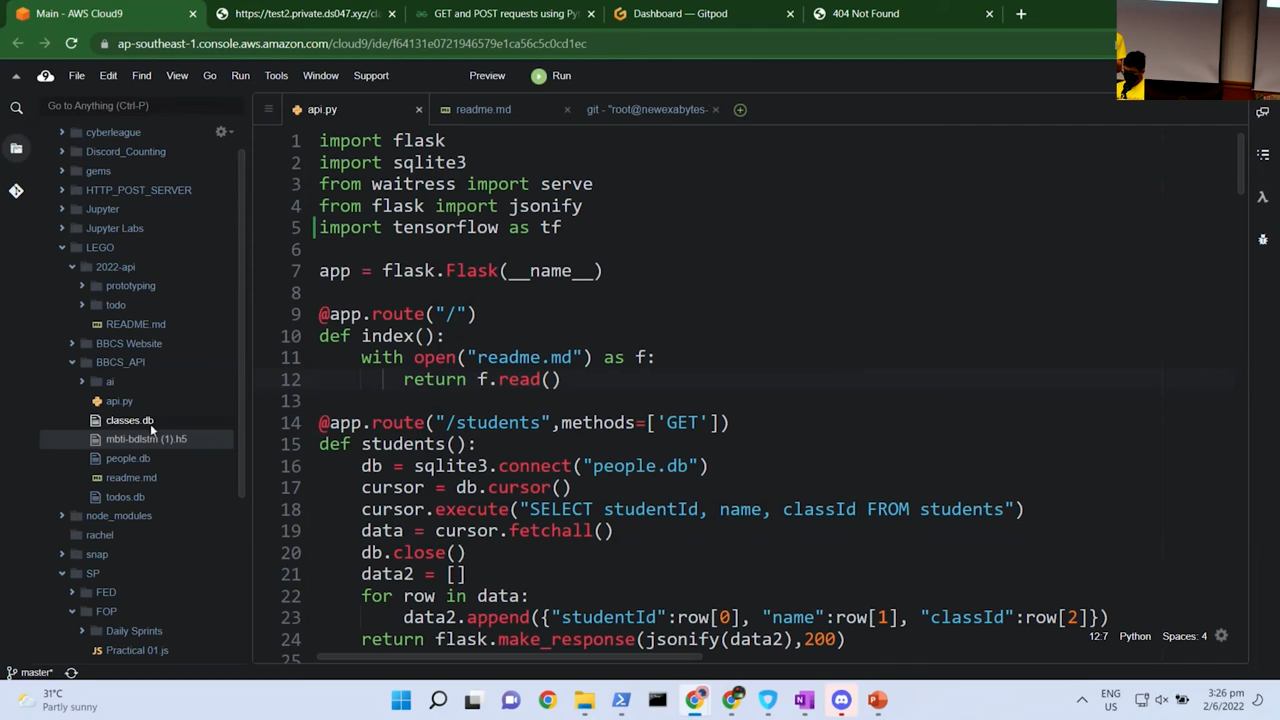 Main - AWS Cloud9
https://test2.private.ds047.xyz/cl
GET and POST requests using Py
Dashboard — Gitpod
404 Not Found
ap-southeast-1.console.aws.amazon.com/cloud9/ide/f64131e0721946579e1ca56c5c0cd1ec
File Edit Find View Go Run Tools Window Support Preview Run
Go to Anything (Ctrl-P)
api.py
readme.md
git - "root@newexabytes-
cyberleague
Discord_Counting
gems
HTTP_POST_SERVER
Jupyter
Jupyter Labs
LEGO
2022-api
prototyping
todo
README.md
BBCS Website
BBCS_API
ai
api.py
classes.db
mbti-bdlstm (1).h5
people.db
readme.md
todos.db
node_modules
rachel
snap
SP
FED
FOP
Daily Sprints
Practical 01.js
1 import flask
2 import sqlite3
3 from waitress import serve
4 from flask import jsonify
5 import tensorflow as tf
6
7 app = flask.Flask(__name__)
8
9 @app.route("/")
10 def index():
11 with open("readme.md") as f:
12 return f.read()
13
14 @app.route("/students",methods=['GET'])
15 def students():
16 db = sqlite3.connect("people.db")
17 cursor = db.cursor()
18 cursor.execute("SELECT studentId, name, classId FROM students")
19 data = cursor.fetchall()
20 db.close()
21 data2 = []
22 for row in data:
23 data2.append({"studentId":row[0], "name":row[1], "classId":row[2]})
24 return flask.make_response(jsonify(data2),200)
25
12:7 Python Spaces: 4
master*
31°C
Partly sunny
ENG
US
3:26 pm
2/6/2022